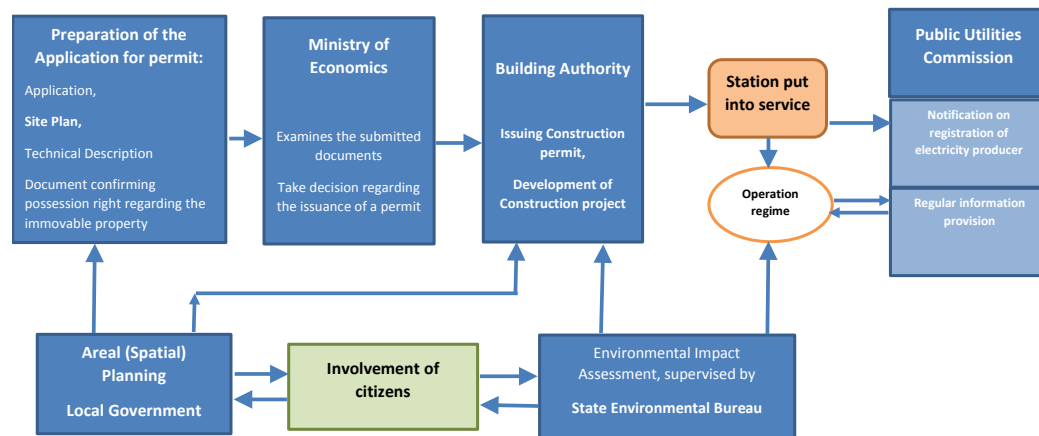 Preparation of the
Application for permit:
Application,
Site Plan,
Technical Description
Document confirming
possession right regarding the
immovable property
Ministry of
Economics
Examines the submitted
documents
Take decision regarding
the issuance of a permit
Building Authority
Issuing Construction
permit,
Development of
Construction project
Station put
into service
Operation
regime
Public Utilities
Commission
Notification on
registration of
electricity producer
Regular information
provision
Areal (Spatial)
Planning
Local Government
Involvement of
citizens
Environmental Impact
Assessment, supervised by
State Environmental Bureau